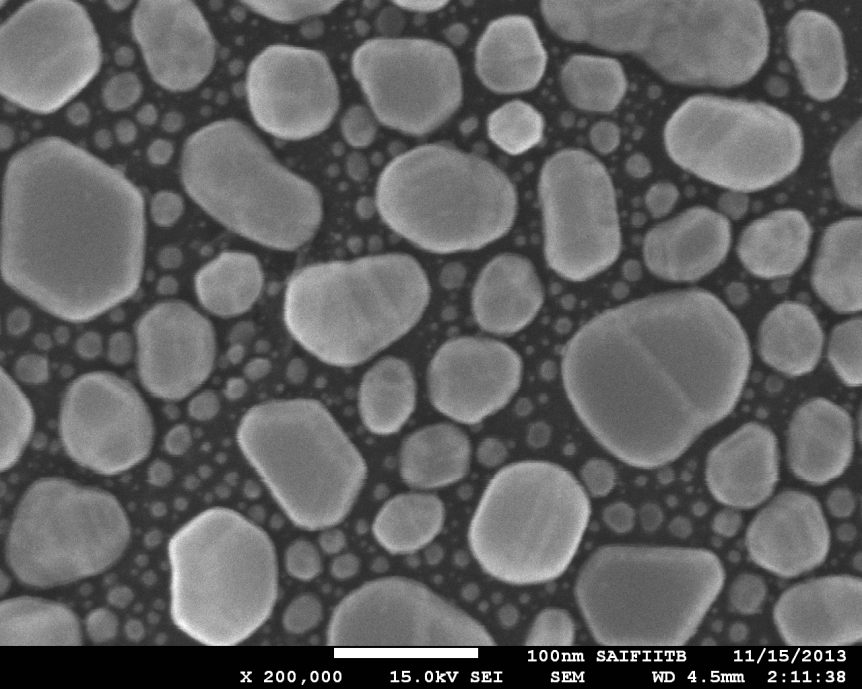 100nm SAIFIITB 11/15/2013
X 200,000 15.0kV SEI SEM WD 4.5mm 2:11:38